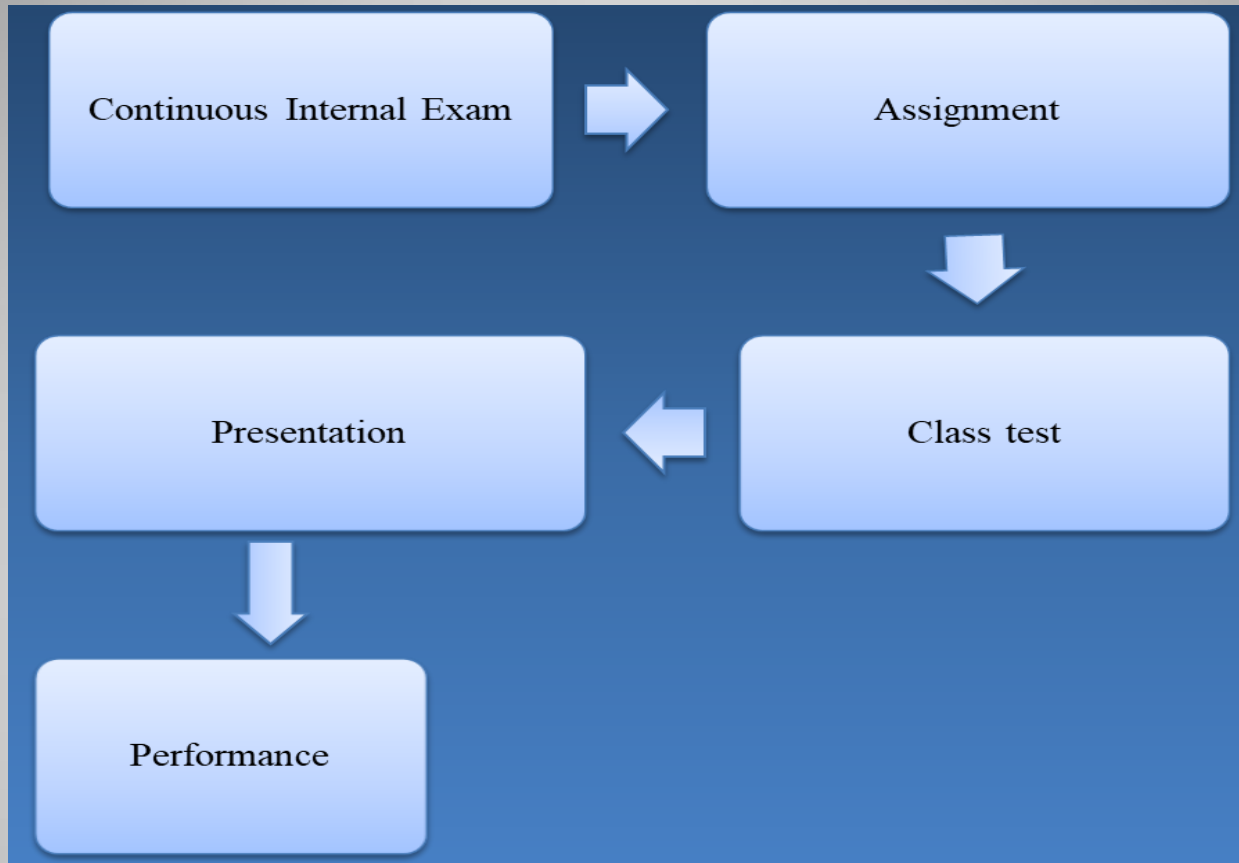 Continuous Internal Exam
Assignment
Class test
Presentation
Performance